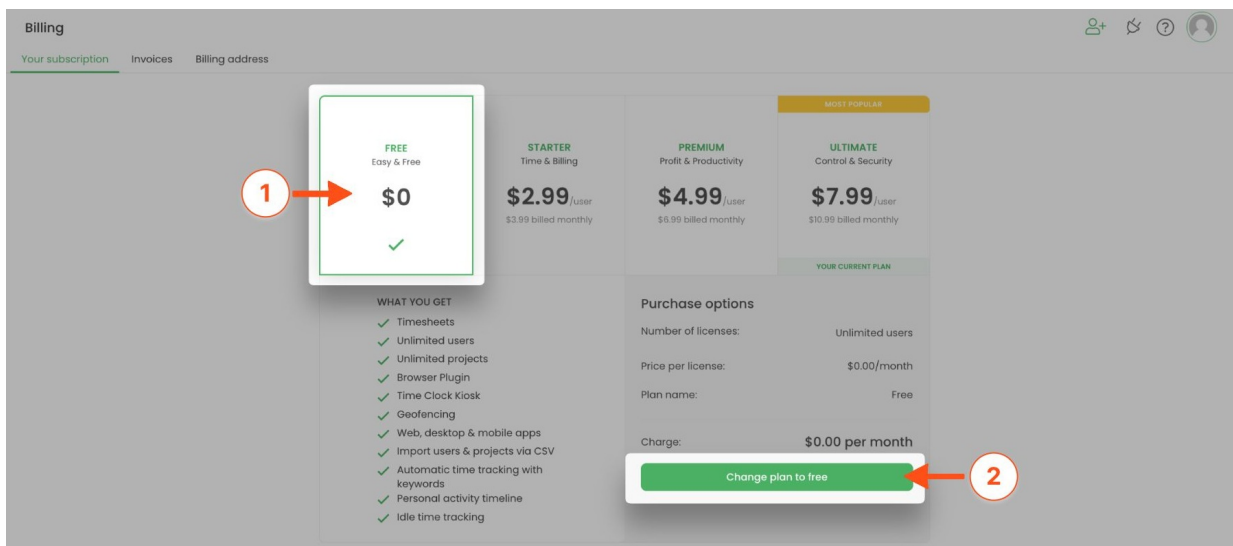 Billing
Your subscription Invoices Billing address
MOST POPULAR
FREE
Easy & Free
$0
STARTER
Time & Billing
$2.99/user
$3.99 billed monthly
PREMIUM
Profit & Productivity
$4.99/user
$6.99 billed monthly
ULTIMATE
Control & Security
$7.99/user
$10.99 billed monthly
YOUR CURRENT PLAN
1
WHAT YOU GET
Timesheets
Unlimited users
Unlimited projects
Browser Plugin
Time Clock Kiosk
Geofencing
Web, desktop & mobile apps
Import users & projects via CSV
Automatic time tracking with
keywords
Personal activity timeline
Idle time tracking
Purchase options
Number of licenses: Unlimited users
Price per license: $0.00/month
Plan name: Free
Charge: $0.00 per month
Change plan to free
2